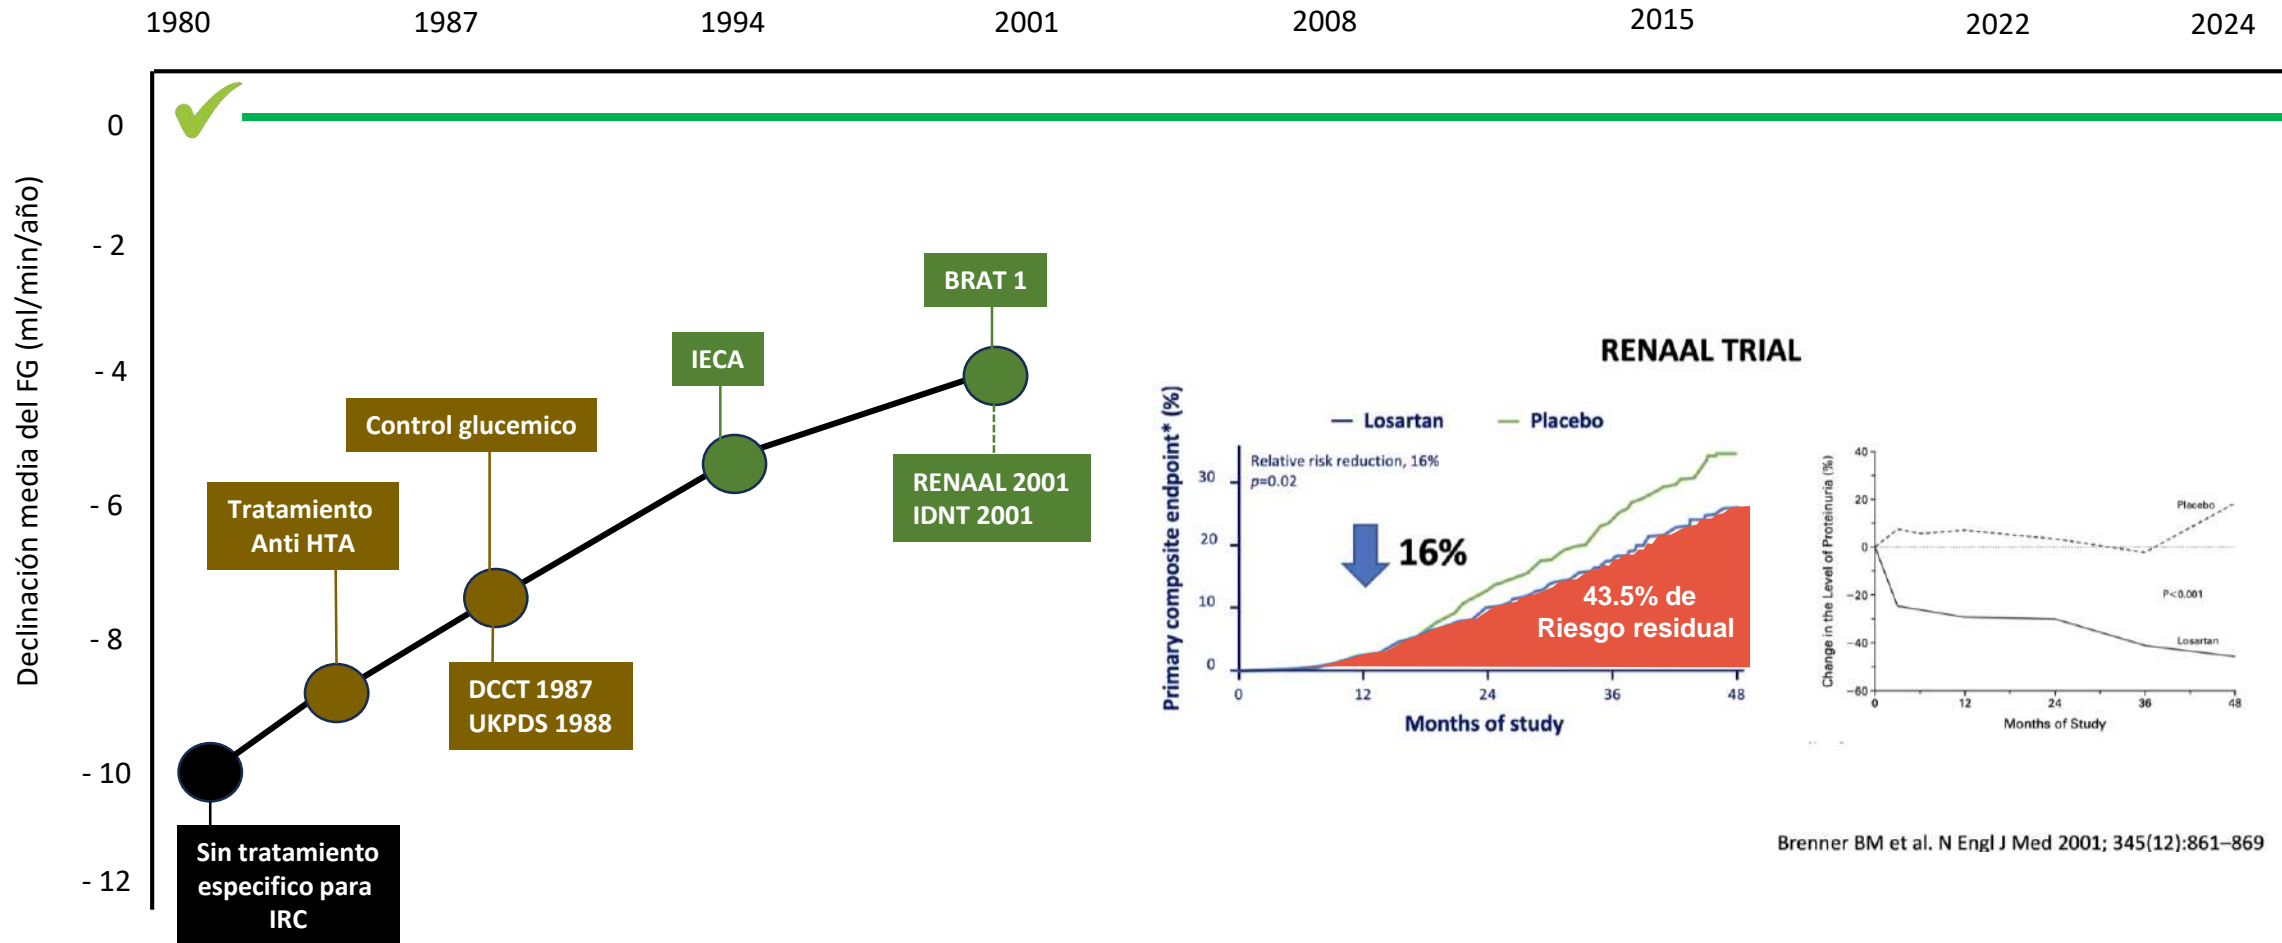 1980 1987 1994 2001 2008 2015 2022 2024
Declinación media del FG (ml/min/año)
0
- 2
- 4
- 6
- 8
- 10
- 12
Sin tratamiento
especifico para
IRC
Tratamiento
Anti HTA
Control glucemico
DCCT 1987
UKPDS 1988
IECA
BRAT 1
RENAAL 2001
IDNT 2001
RENAAL TRIAL
Losartan Placebo
Primary composite endpoint* (%)
Relative risk reduction, 16%
p=0.02
16%
43.5% de
Riesgo residual
30
20
10
0
0 12 24 36 48
Months of study
Change in the Level of Proteinuria (%)
40
20
0
−20
−40
−60
Placebo
P<0.001
Losartan
0 12 24 36 48
Months of Study
Brenner BM et al. N Engl J Med 2001; 345(12):861–869